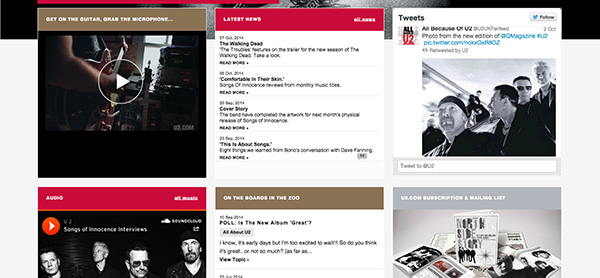 GET ON THE GUITAR, GRAB THE MICROPHONE...
U2.COM
LATEST NEWS
all news
07 Oct, 2014
The Walking Dead
'The Troubles' features on the trailer for the new season of The Walking Dead. Take a look.
READ MORE »
06 Oct, 2014
'Comfortable In Their Skin.'
Songs of Innocence reviews from monthly music titles.
READ MORE »
29 Sep, 2014
Cover Story
The band have completed the artwork for next month's physical release of Songs of Innocence.
READ MORE »
23 Sep, 2014
'This Is About Songs.'
Eight things we learned from Bono's conversation with Dave Fanning.
READ MORE »
Tweets
Follow
ALL U2
All Because Of U2 @U2UKFanfeed
2 Oct
Photo from the new edition of @QMagazine #U2
pic.twitter.com/nokxDxR8GZ
Retweeted by U2
Tweet to @U2
AUDIO
all music
U2
Songs of Innocence Interviews
SOUNDCLOUD
ON THE BOARDS IN THE ZOO
10 Sep 2014
POLL: Is The New Album 'Great'?
All About U2
I know, it's early days but I'm too excited to wait!!! So do you think it's great...or not so much? (as far as...
View Topic ›
22 Jun 2014
U2.COM SUBSCRIPTION & MAILING LIST